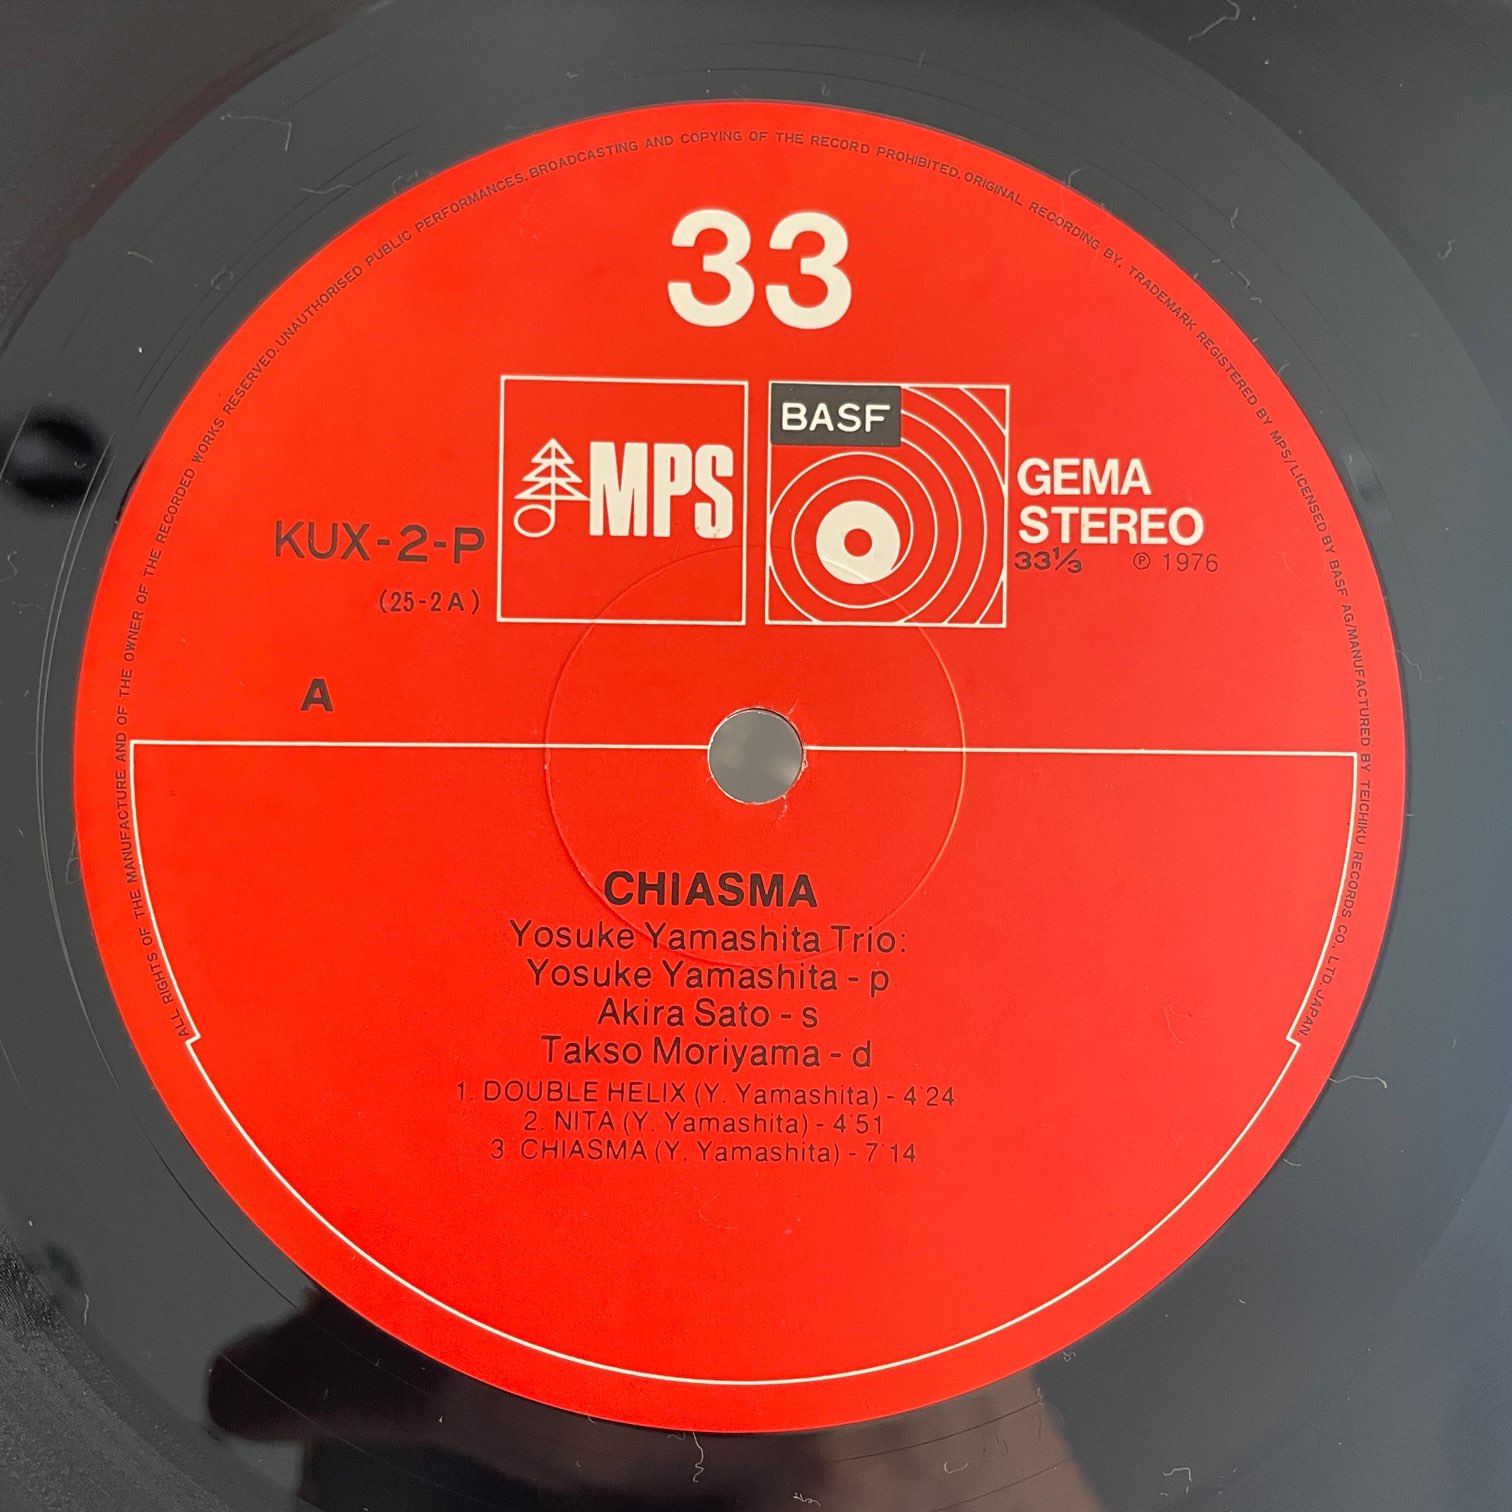 ALL RIGHTS OF THE MANUFACTURE AND OF THE OWNER OF THE RECORDED WORKS RESERVED. UNAUTHORISED PUBLIC PERFORMANCES, BROADCASTING AND COPYING OF THE RECORD PROHIBITED. ORIGINAL RECORDING BY. TRADEMARK REGISTERED BY MPS/LICENSED BY BASF AG/MANUFACTURED BY TEICHIKU RECORDS CO., LTD. JAPAN.
33
MPS
BASF
GEMA
STEREO
33⅓ ℗ 1976
KUX-2-P
(25-2A)
A
CHIASMA
Yosuke Yamashita Trio:
Yosuke Yamashita - p
Akira Sato - s
Takso Moriyama - d
1. DOUBLE HELIX (Y. Yamashita) - 4'24
2. NITA (Y. Yamashita) - 4'51
3. CHIASMA (Y. Yamashita) - 7'14